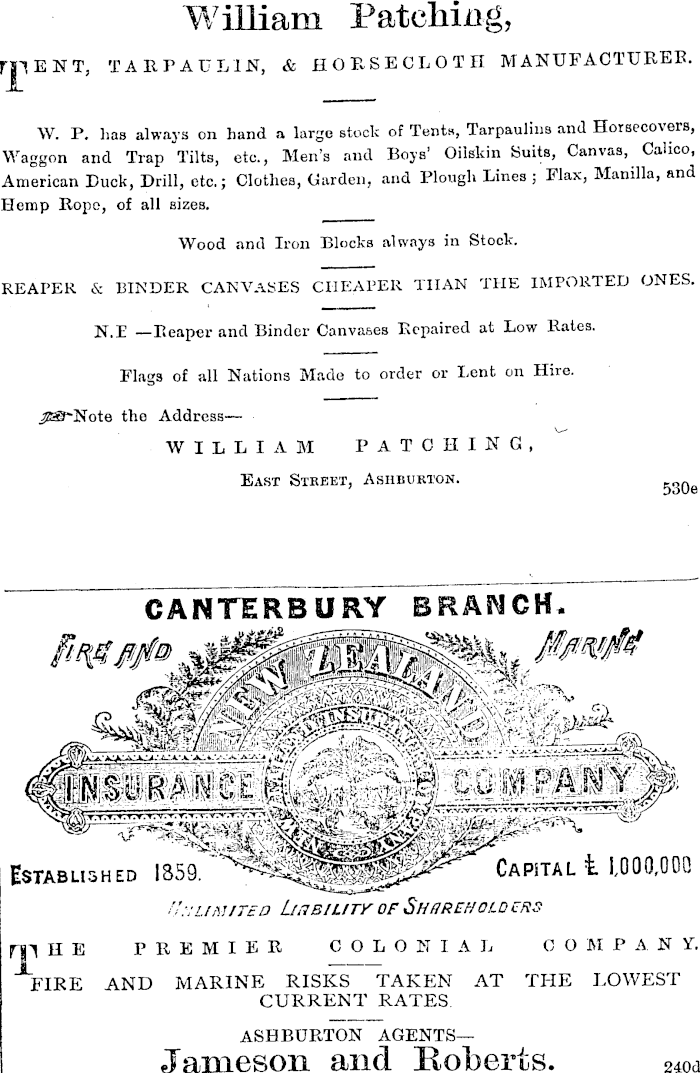 William Patching,
TENT, TARPAULIN, & HORSECLOTH MANUFACTURER.
W. P. has always on hand a large stock of Tents, Tarpaulins and Horsecovers,
Waggon and Trap Tilts, etc., Men's and Boys' Oilskin Suits, Canvas, Calico,
American Duck, Drill, etc.; Clothes, Garden, and Plough Lines; Flax, Manilla, and
Hemp Rope, of all sizes.
Wood and Iron Blocks always in Stock.
REAPER & BINDER CANVASES CHEAPER THAN THE IMPORTED ONES.
N.B —Reaper and Binder Canvases Repaired at Low Rates.
Flags of all Nations Made to order or Lent on Hire.
Note the Address—
WILLIAM PATCHING,
EAST STREET, ASHBURTON.
530e
CANTERBURY BRANCH.
FIRE AND MARINE
NEW ZEALAND
INSURANCE COMPANY
ESTABLISHED 1859. CAPITAL £ 1,000,000
UNLIMITED LIABILITY OF SHAREHOLDERS
THE PREMIER COLONIAL COMPANY.
FIRE AND MARINE RISKS TAKEN AT THE LOWEST
CURRENT RATES.
ASHBURTON AGENTS—
Jameson and Roberts.
240d